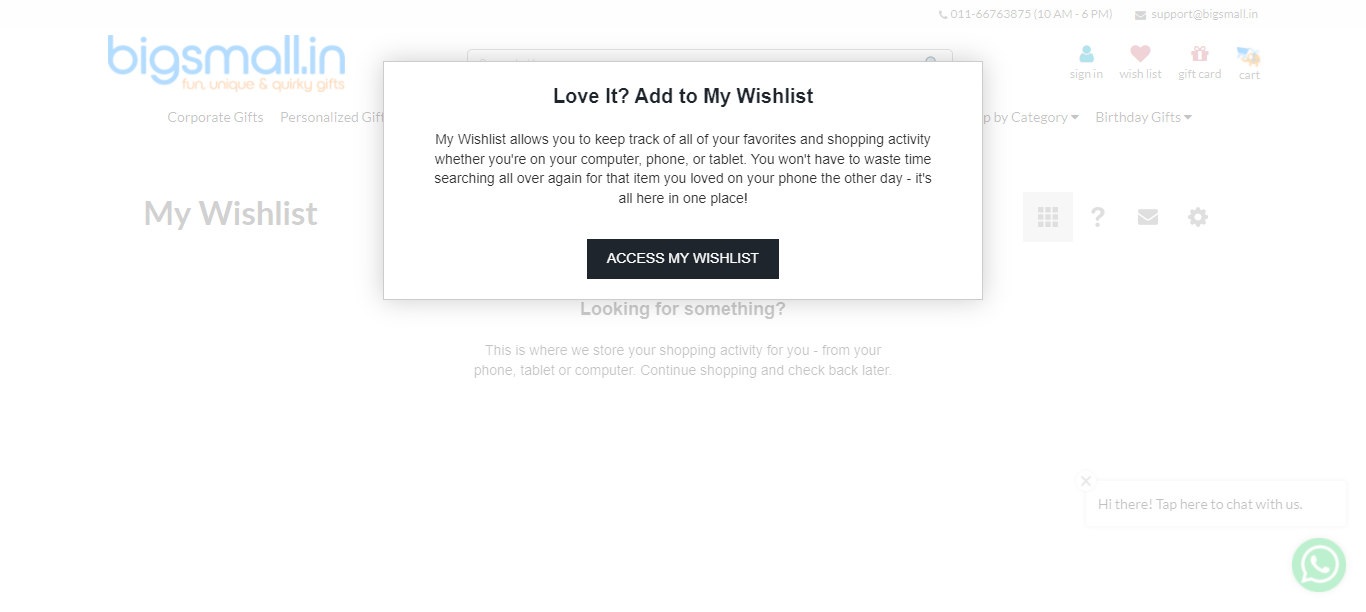 011-66763875 (10 AM - 6 PM) support@bigsmall.in
bigsmall.in
fun, unique & quirky gifts
sign in wish list gift card cart
Corporate Gifts Personalized Gift
p by Category Birthday Gifts
Love It? Add to My Wishlist
My Wishlist allows you to keep track of all of your favorites and shopping activity
whether you're on your computer, phone, or tablet. You won't have to waste time
searching all over again for that item you loved on your phone the other day - it's
all here in one place!
ACCESS MY WISHLIST
My Wishlist
?
Looking for something?
This is where we store your shopping activity for you - from your
phone, tablet or computer. Continue shopping and check back later.
Hi there! Tap here to chat with us.